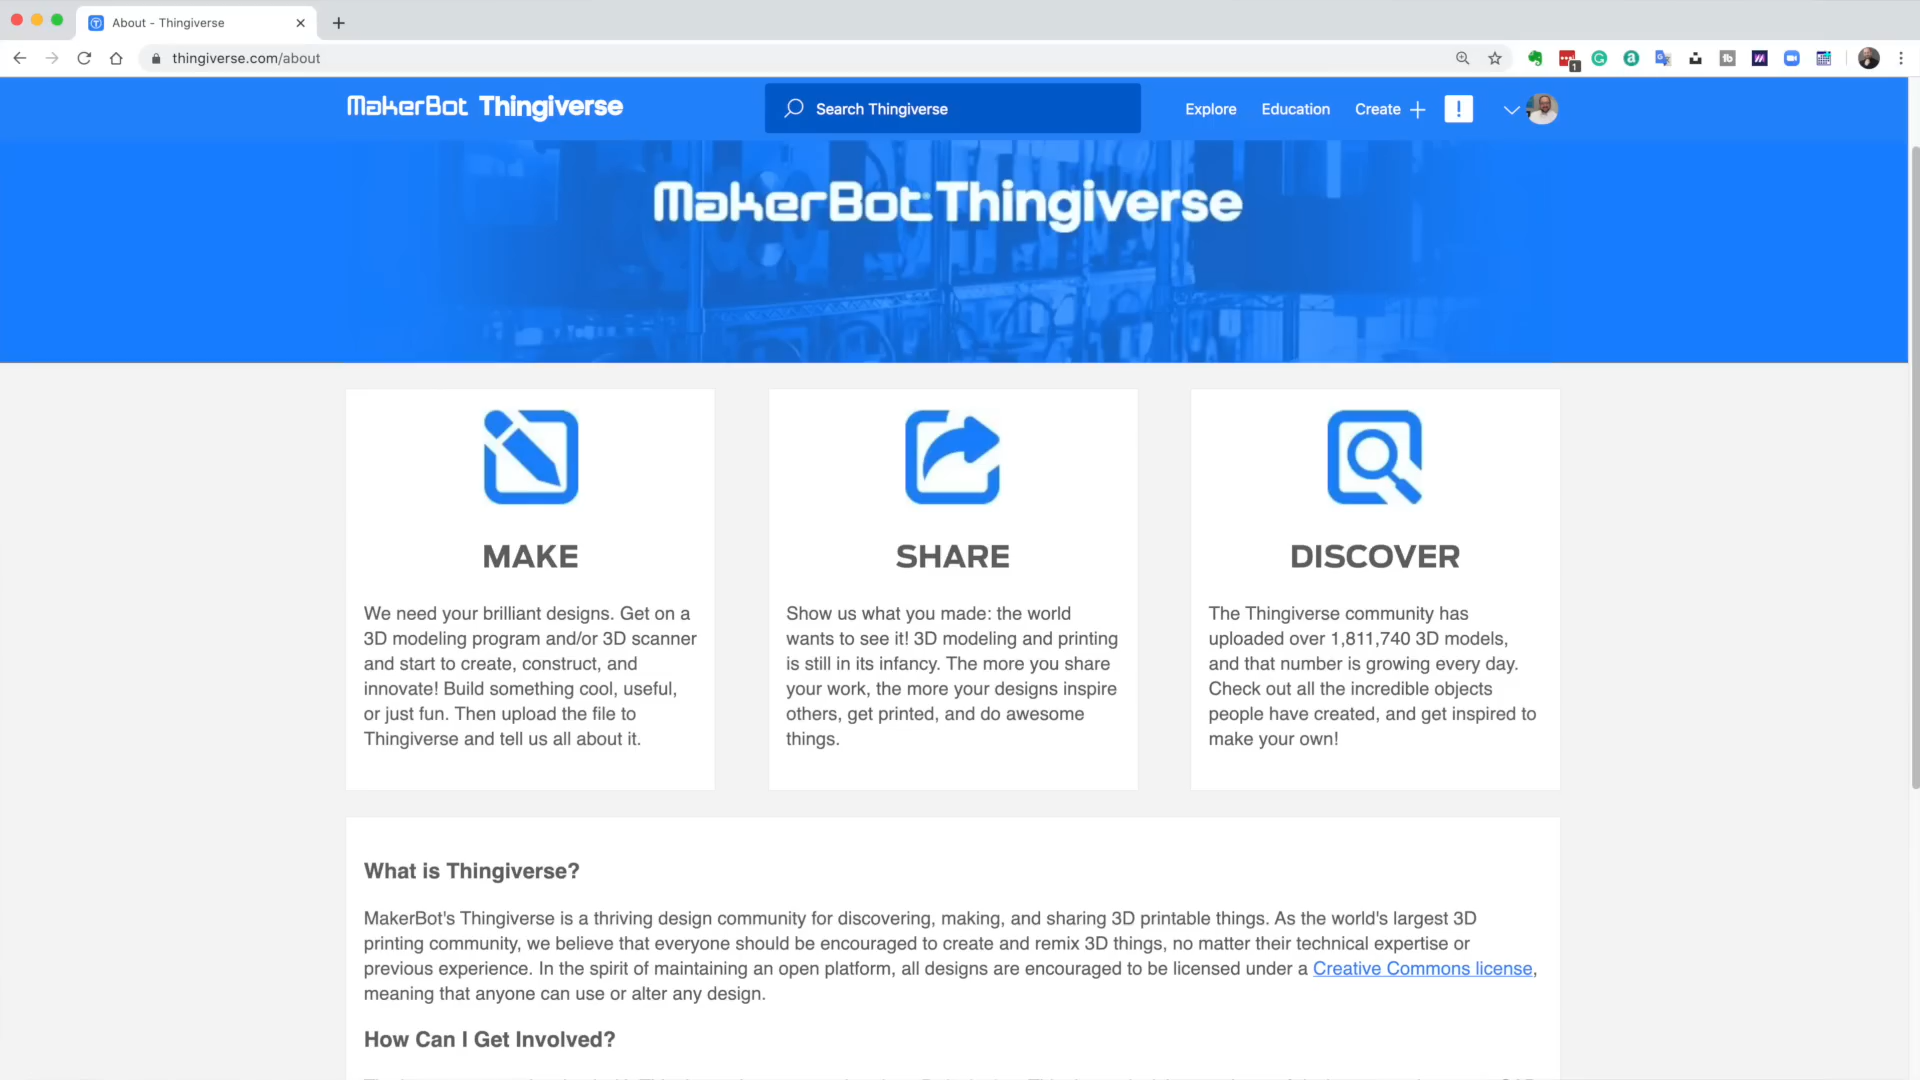 About - Thingiverse
thingiverse.com/about
1
MakerBot Thingiverse
Search Thingiverse
Explore
Education
Create +
!
MakerBot Thingiverse
MAKE
We need your brilliant designs. Get on a
3D modeling program and/or 3D scanner
and start to create, construct, and
innovate! Build something cool, useful,
or just fun. Then upload the file to
Thingiverse and tell us all about it.
SHARE
Show us what you made: the world
wants to see it! 3D modeling and printing
is still in its infancy. The more you share
your work, the more your designs inspire
others, get printed, and do awesome
things.
DISCOVER
The Thingiverse community has
uploaded over 1,811,740 3D models,
and that number is growing every day.
Check out all the incredible objects
people have created, and get inspired to
make your own!
What is Thingiverse?
MakerBot's Thingiverse is a thriving design community for discovering, making, and sharing 3D printable things. As the world's largest 3D
printing community, we believe that everyone should be encouraged to create and remix 3D things, no matter their technical expertise or
previous experience. In the spirit of maintaining an open platform, all designs are encouraged to be licensed under a Creative Commons license,
meaning that anyone can use or alter any design.
How Can I Get Involved?